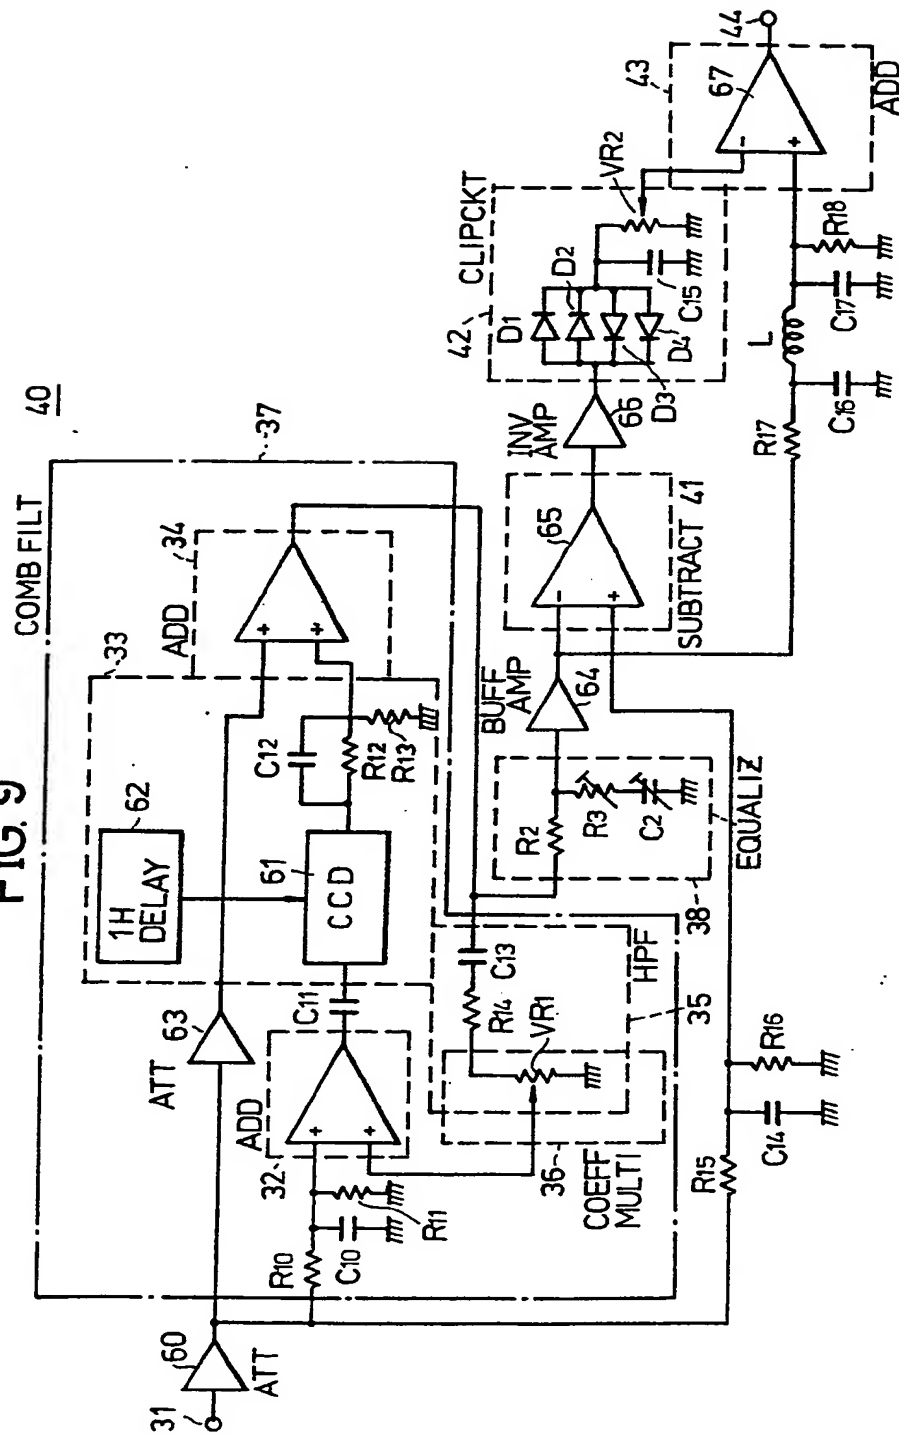 FIG. 9
40
COMB FILT
37
33
34
ADD
62
1H
DELAY
61
CCD
C12
R12
R13
63
ATT
C11
ADD
32
R10
C10
R11
60
ATT
31
36
COEFF
MULTI
VR1
R14
C13
HPF
35
38
EQUALIZ
R2
R3
C2
BUFF
AMP
64
65
SUBTRACT 41
INV
AMP
66
R15
C14
R16
42
CLIPCKT
D1
D2
D3
D4
C15
VR2
R17
C16
L
C17
R18
43
67
ADD
44